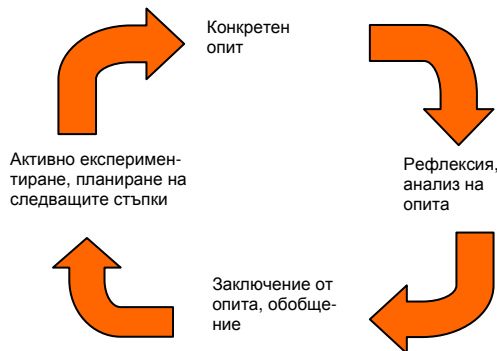 Конкретен
опит
Рефлексия,
анализ на
опита
Заключение от
опита, обобще-
ние
Активно експеримен-
тиране, планиране на
следващите стъпки